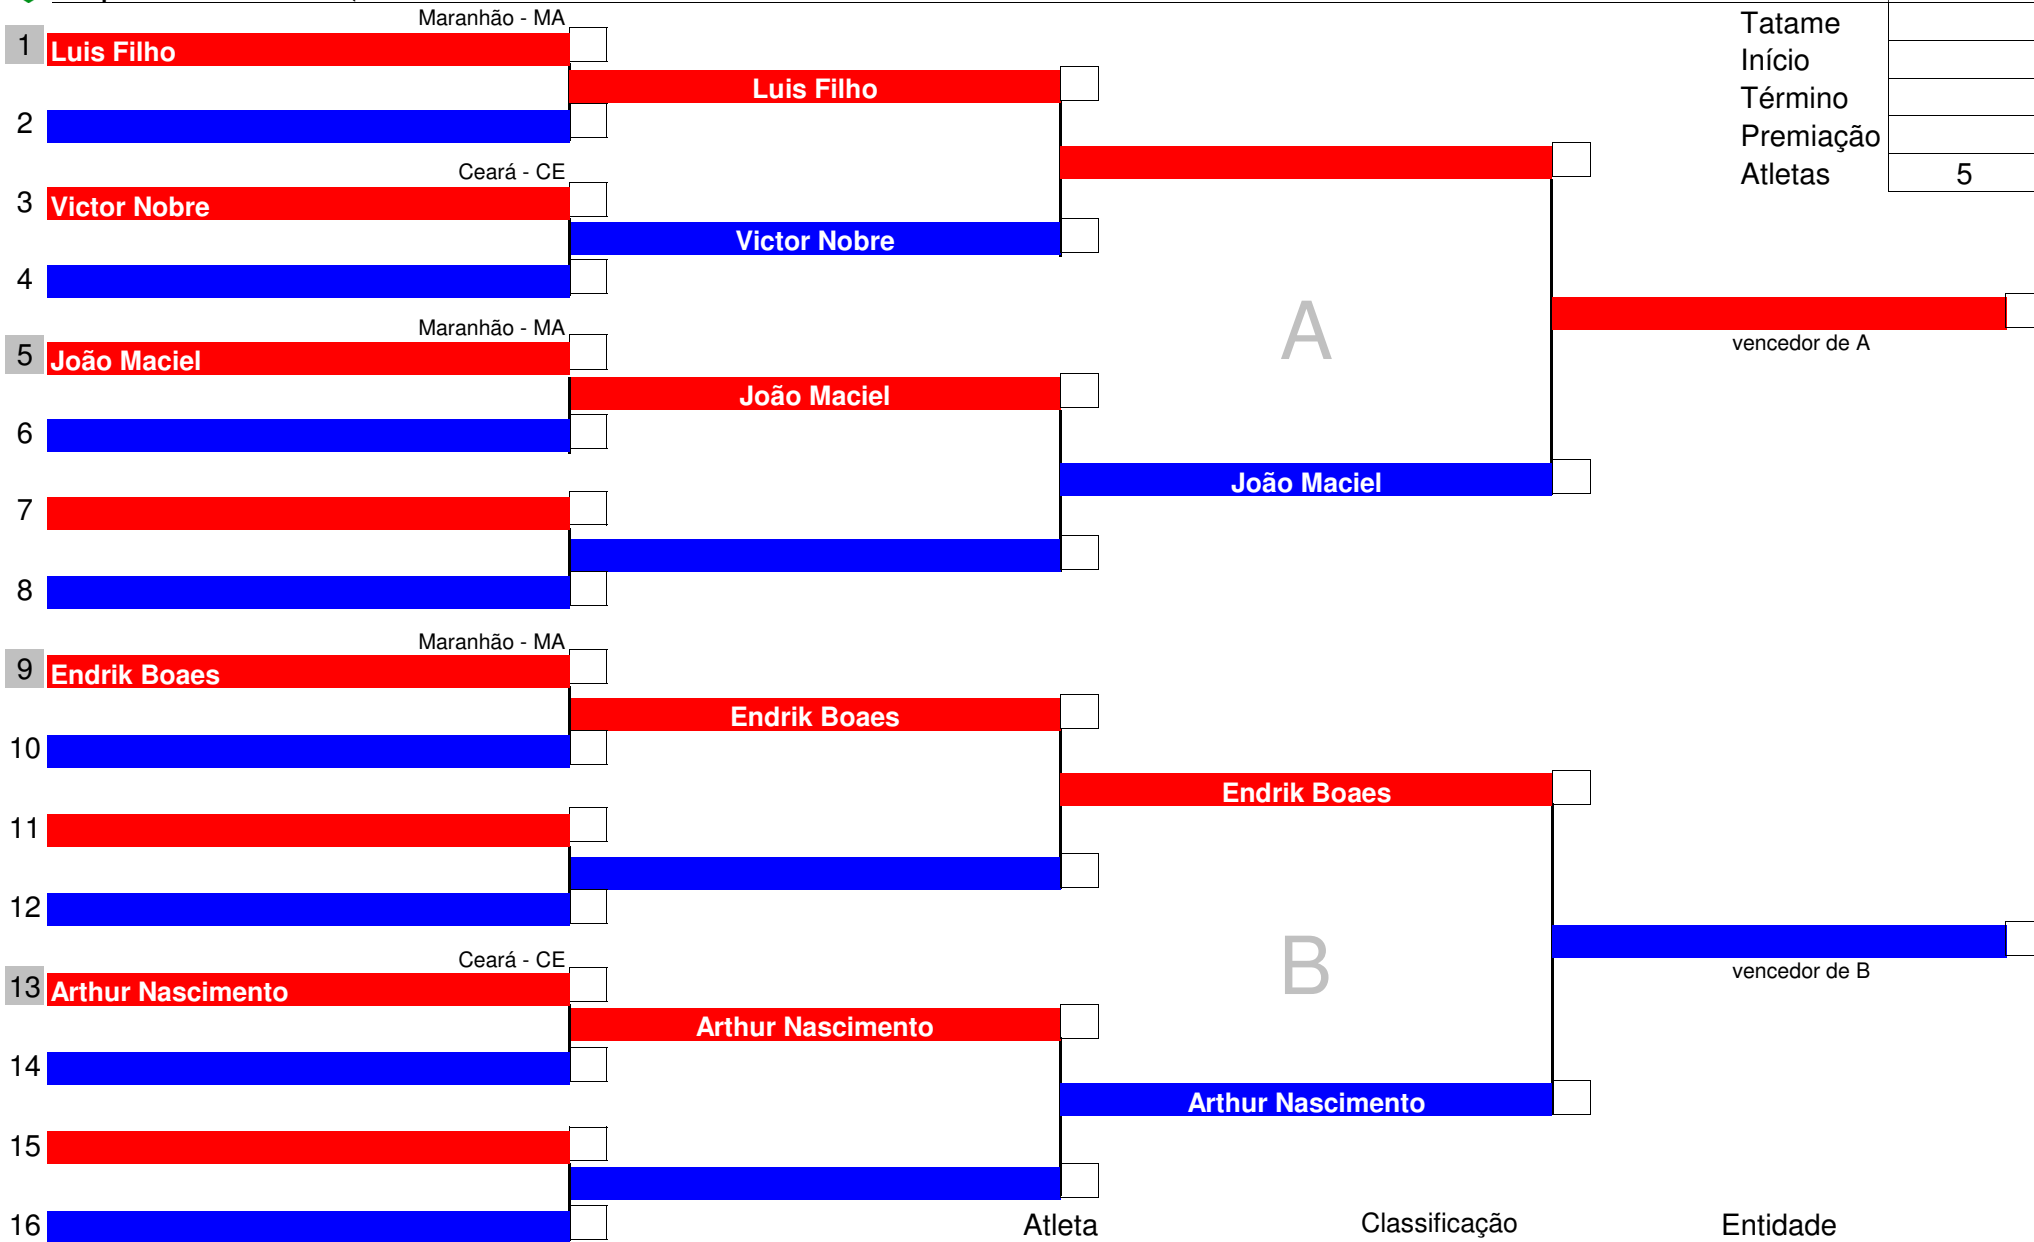 Maranhão - MA
1 Luis Filho
Luis Filho
2
Ceará - CE
3 Victor Nobre
Victor Nobre
4
Maranhão - MA
5 João Maciel
João Maciel
6
João Maciel
7
8
Maranhão - MA
9 Endrik Boaes
Endrik Boaes
10
Endrik Boaes
11
12
Ceará - CE
13 Arthur Nascimento
Arthur Nascimento
14
Arthur Nascimento
15
16
A
vencedor de A
B
vencedor de B
Tatame
Início
Término
Premiação
Atletas 5
Atleta Classificação Entidade